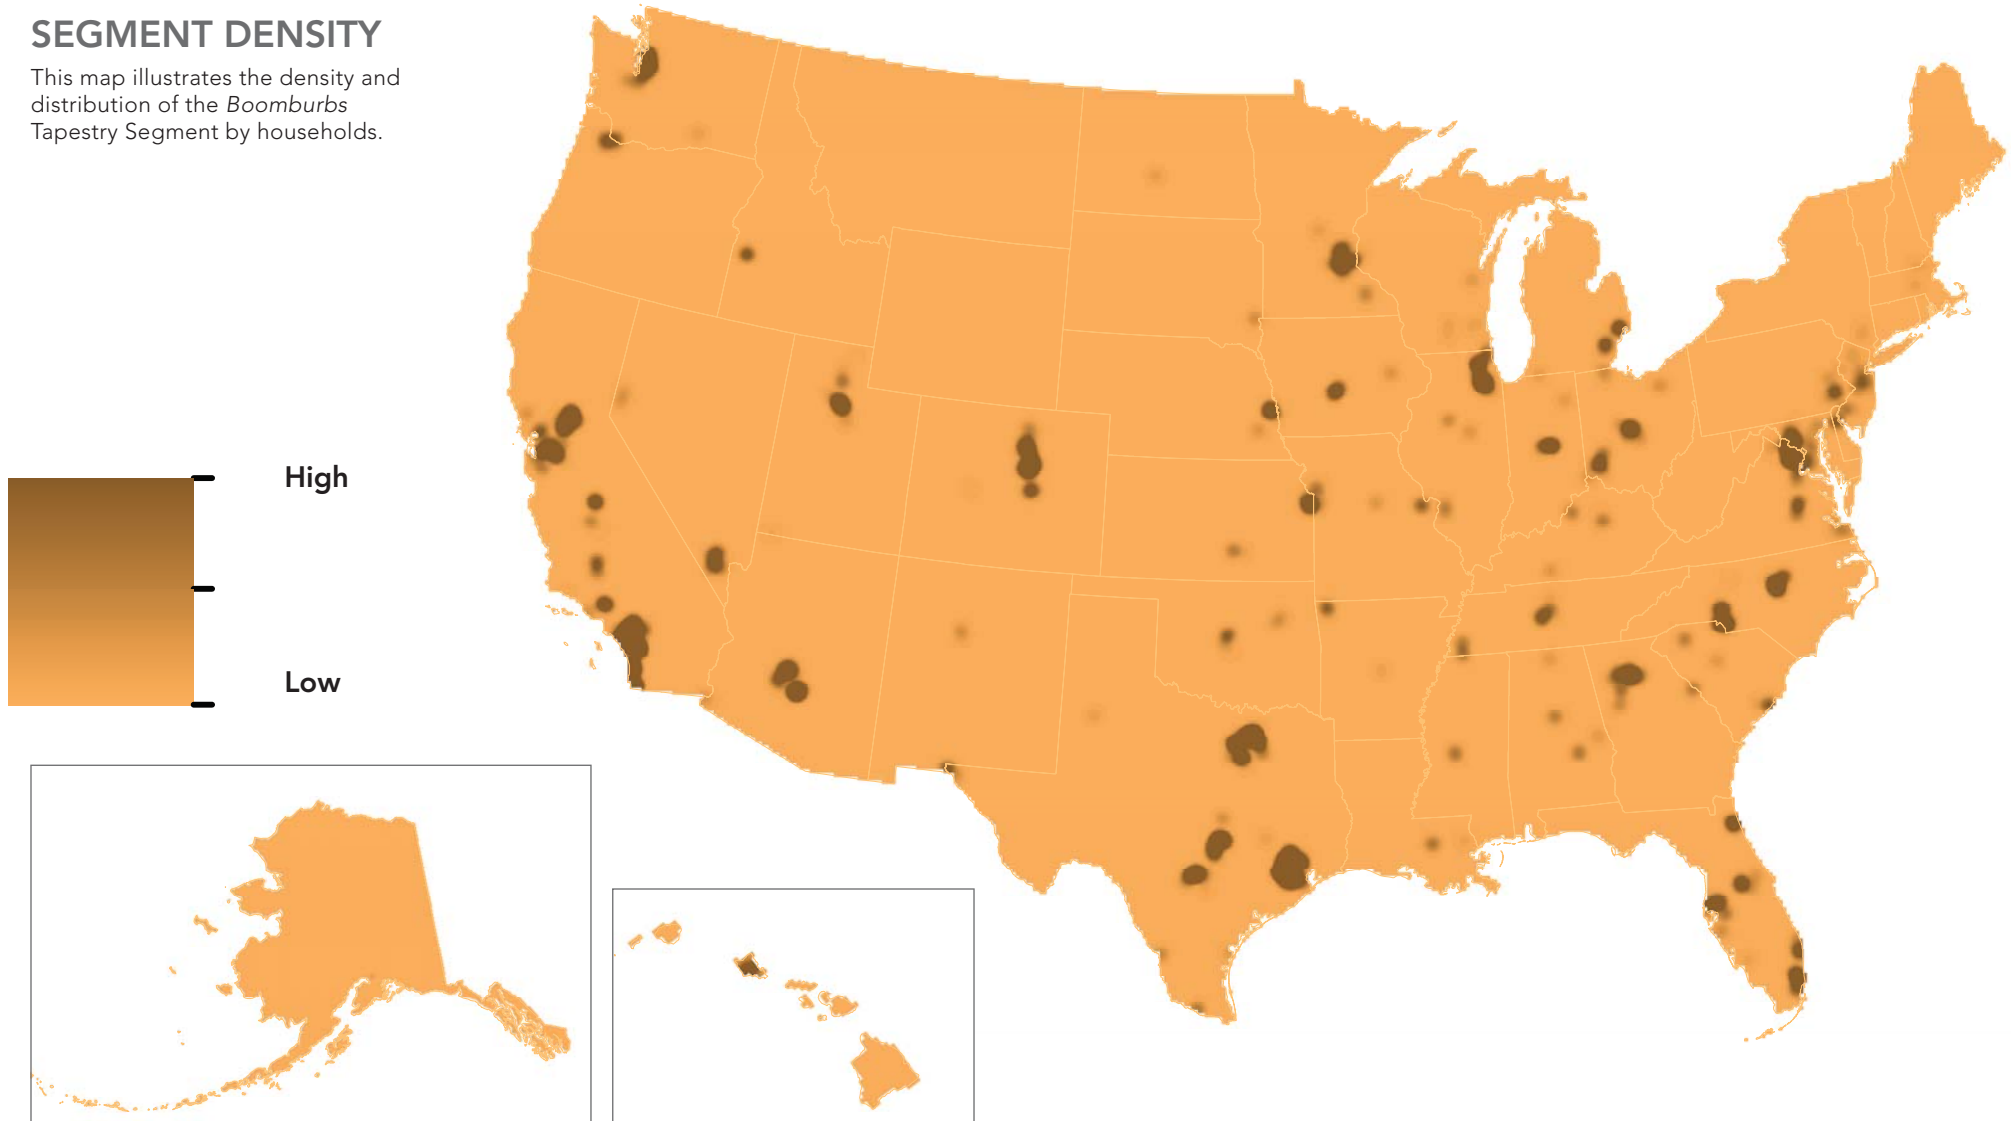 SEGMENT DENSITY
This map illustrates the density and
distribution of the Boomburbs
Tapestry Segment by households.
High
Low